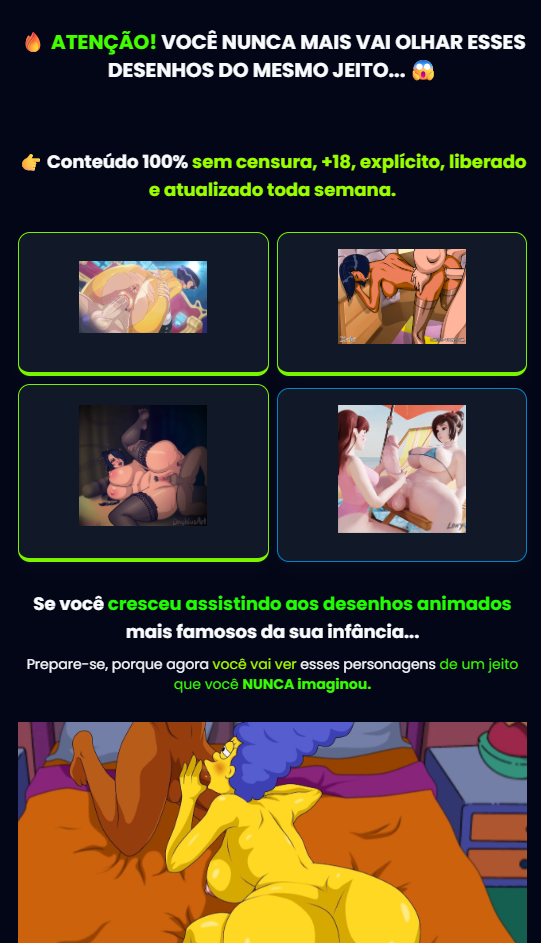 🔥 ATENÇÃO! VOCÊ NUNCA MAIS VAI OLHAR ESSES
DESENHOS DO MESMO JEITO... 😱
👉 Conteúdo 100% sem censura, +18, explícito, liberado
e atualizado toda semana.
Se você cresceu assistindo aos desenhos animados
mais famosos da sua infância...
Prepare-se, porque agora você vai ver esses personagens de um jeito
que você NUNCA imaginou.